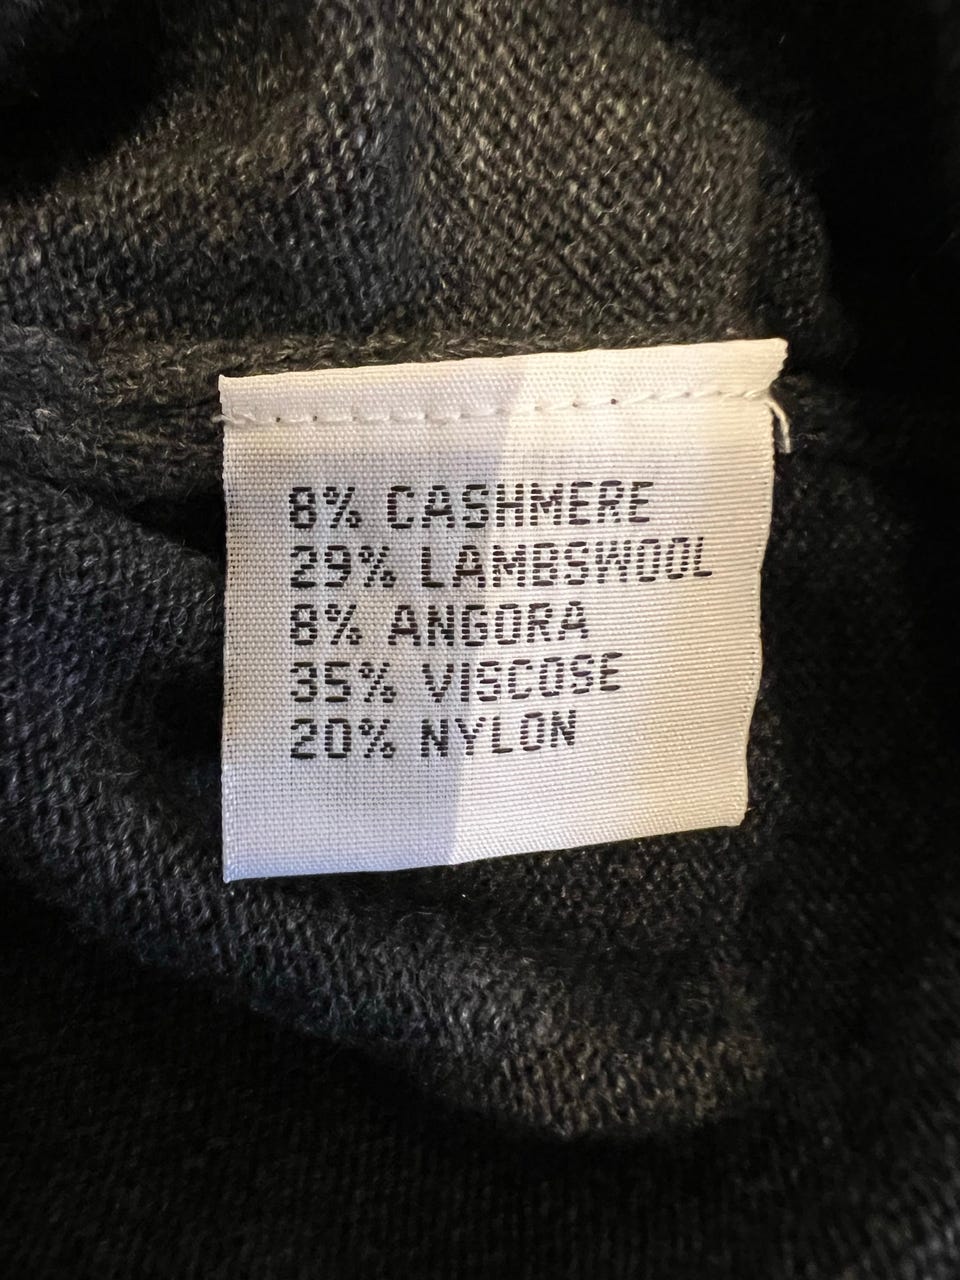 8% CASHMERE
29% LAMBSWOOL
8% ANGORA
35% VISCOSE
20% NYLON